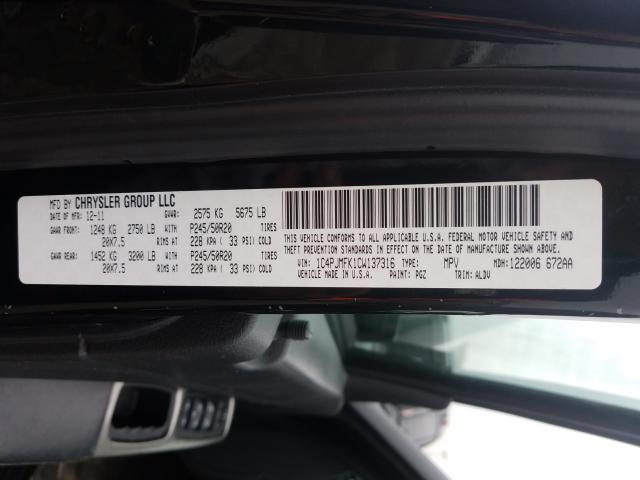 MFD BY CHRYSLER GROUP LLC
DATE OF MFR: 12-11 GVWR: 2575 KG 5675 LB
GAWR FRONT: 1248 KG 2750 LB WITH P245/50R20 TIRES
20X7.5 RIMS AT 228 KPA ( 33 PSI) COLD
GAWR REAR: 1452 KG 3200 LB WITH P245/50R20 TIRES
20X7.5 RIMS AT 228 KPA ( 33 PSI) COLD
THIS VEHICLE CONFORMS TO ALL APPLICABLE U.S.A. FEDERAL MOTOR VEHICLE SAFETY AND
THEFT PREVENTION STANDARDS IN EFFECT ON THE DATE OF MANUFACTURE SHOWN ABOVE.
VEHICLE MADE IN U.S.A.
VIN: 1C4PJMFK1CW137316 TYPE: MPV MDH: 122006 672AA
PAINT: PGZ TRIM: ALDV